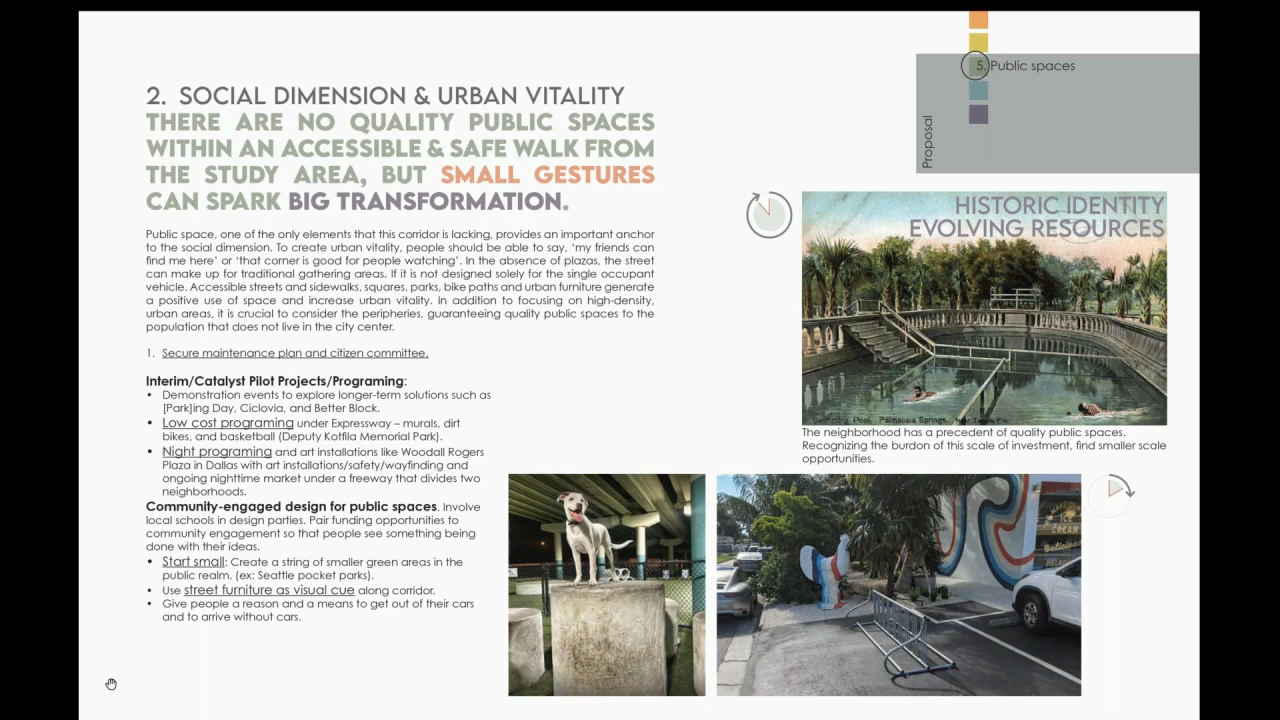 5. Public spaces
Proposal
2. SOCIAL DIMENSION & URBAN VITALITY
THERE ARE NO QUALITY PUBLIC SPACES
WITHIN AN ACCESSIBLE & SAFE WALK FROM
THE STUDY AREA, BUT SMALL GESTURES
CAN SPARK BIG TRANSFORMATION.
Public space, one of the only elements that this corridor is lacking, provides an important anchor
to the social dimension. To create urban vitality, people should be able to say, ‘my friends can
find me here’ or ‘that corner is good for people watching’. In the absence of plazas, the street
can make up for traditional gathering areas. If it is not designed solely for the single occupant
vehicle. Accessible streets and sidewalks, squares, parks, bike paths and urban furniture generate
a positive use of space and increase urban vitality. In addition to focusing on high-density,
urban areas, it is crucial to consider the peripheries, guaranteeing quality public spaces to the
population that does not live in the city center.
1. Secure maintenance plan and citizen committee.
Interim/Catalyst Pilot Projects/Programing:
• Demonstration events to explore longer-term solutions such as
[Park]ing Day, Ciclovia, and Better Block.
• Low cost programing under Expressway – murals, dirt
bikes, and basketball (Deputy Kotfila Memorial Park).
• Night programing and art installations like Woodall Rogers
Plaza in Dallas with art installations/safety/wayfinding and
ongoing nighttime market under a freeway that divides two
neighborhoods.
Community-engaged design for public spaces. Involve
local schools in design parties. Pair funding opportunities to
community engagement so that people see something being
done with their ideas.
• Start small: Create a string of smaller green areas in the
public realm. (ex: Seattle pocket parks).
• Use street furniture as visual cue along corridor.
• Give people a reason and a means to get out of their cars
and to arrive without cars.
HISTORIC IDENTITY
EVOLVING RESOURCES
Swimming Pool, Palmaceia Springs,
The neighborhood has a precedent of quality public spaces.
Recognizing the burden of this scale of investment, find smaller scale
opportunities.
CREAM